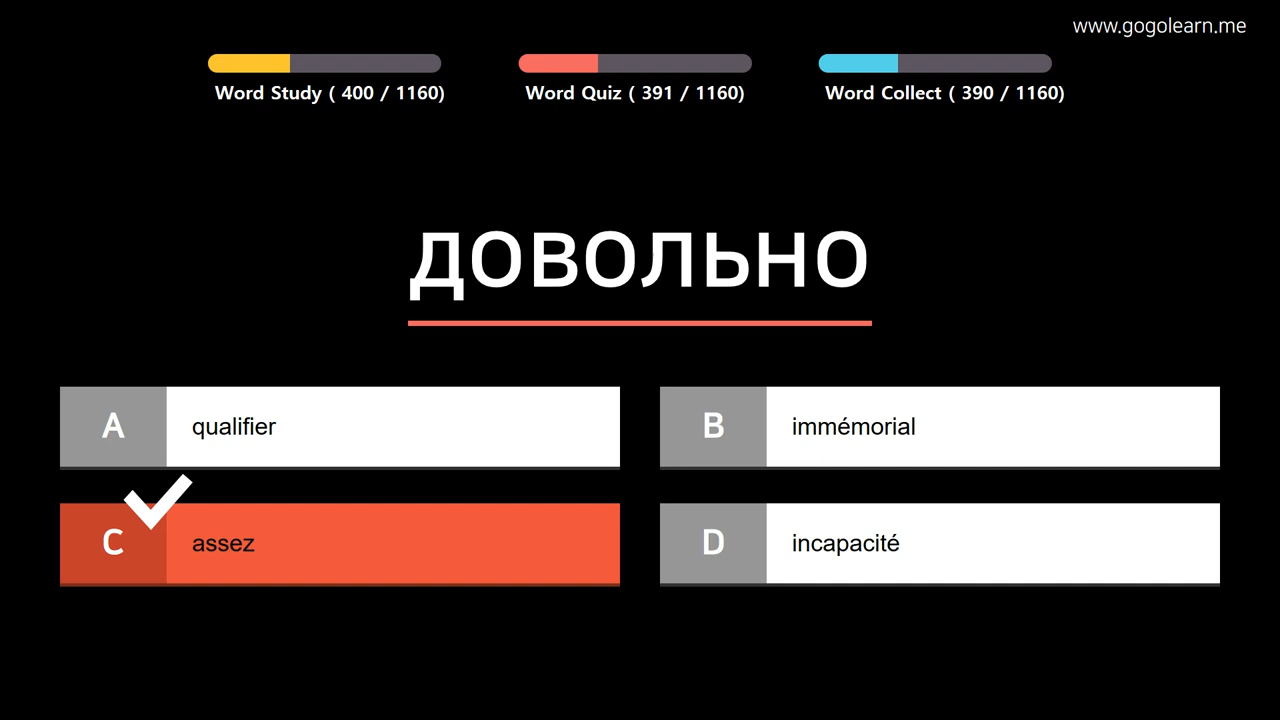 www.gogolearn.me
Word Study ( 400 / 1160)
Word Quiz ( 391 / 1160)
Word Collect ( 390 / 1160)
довольно
A qualifier
B immémorial
C assez
D incapacité